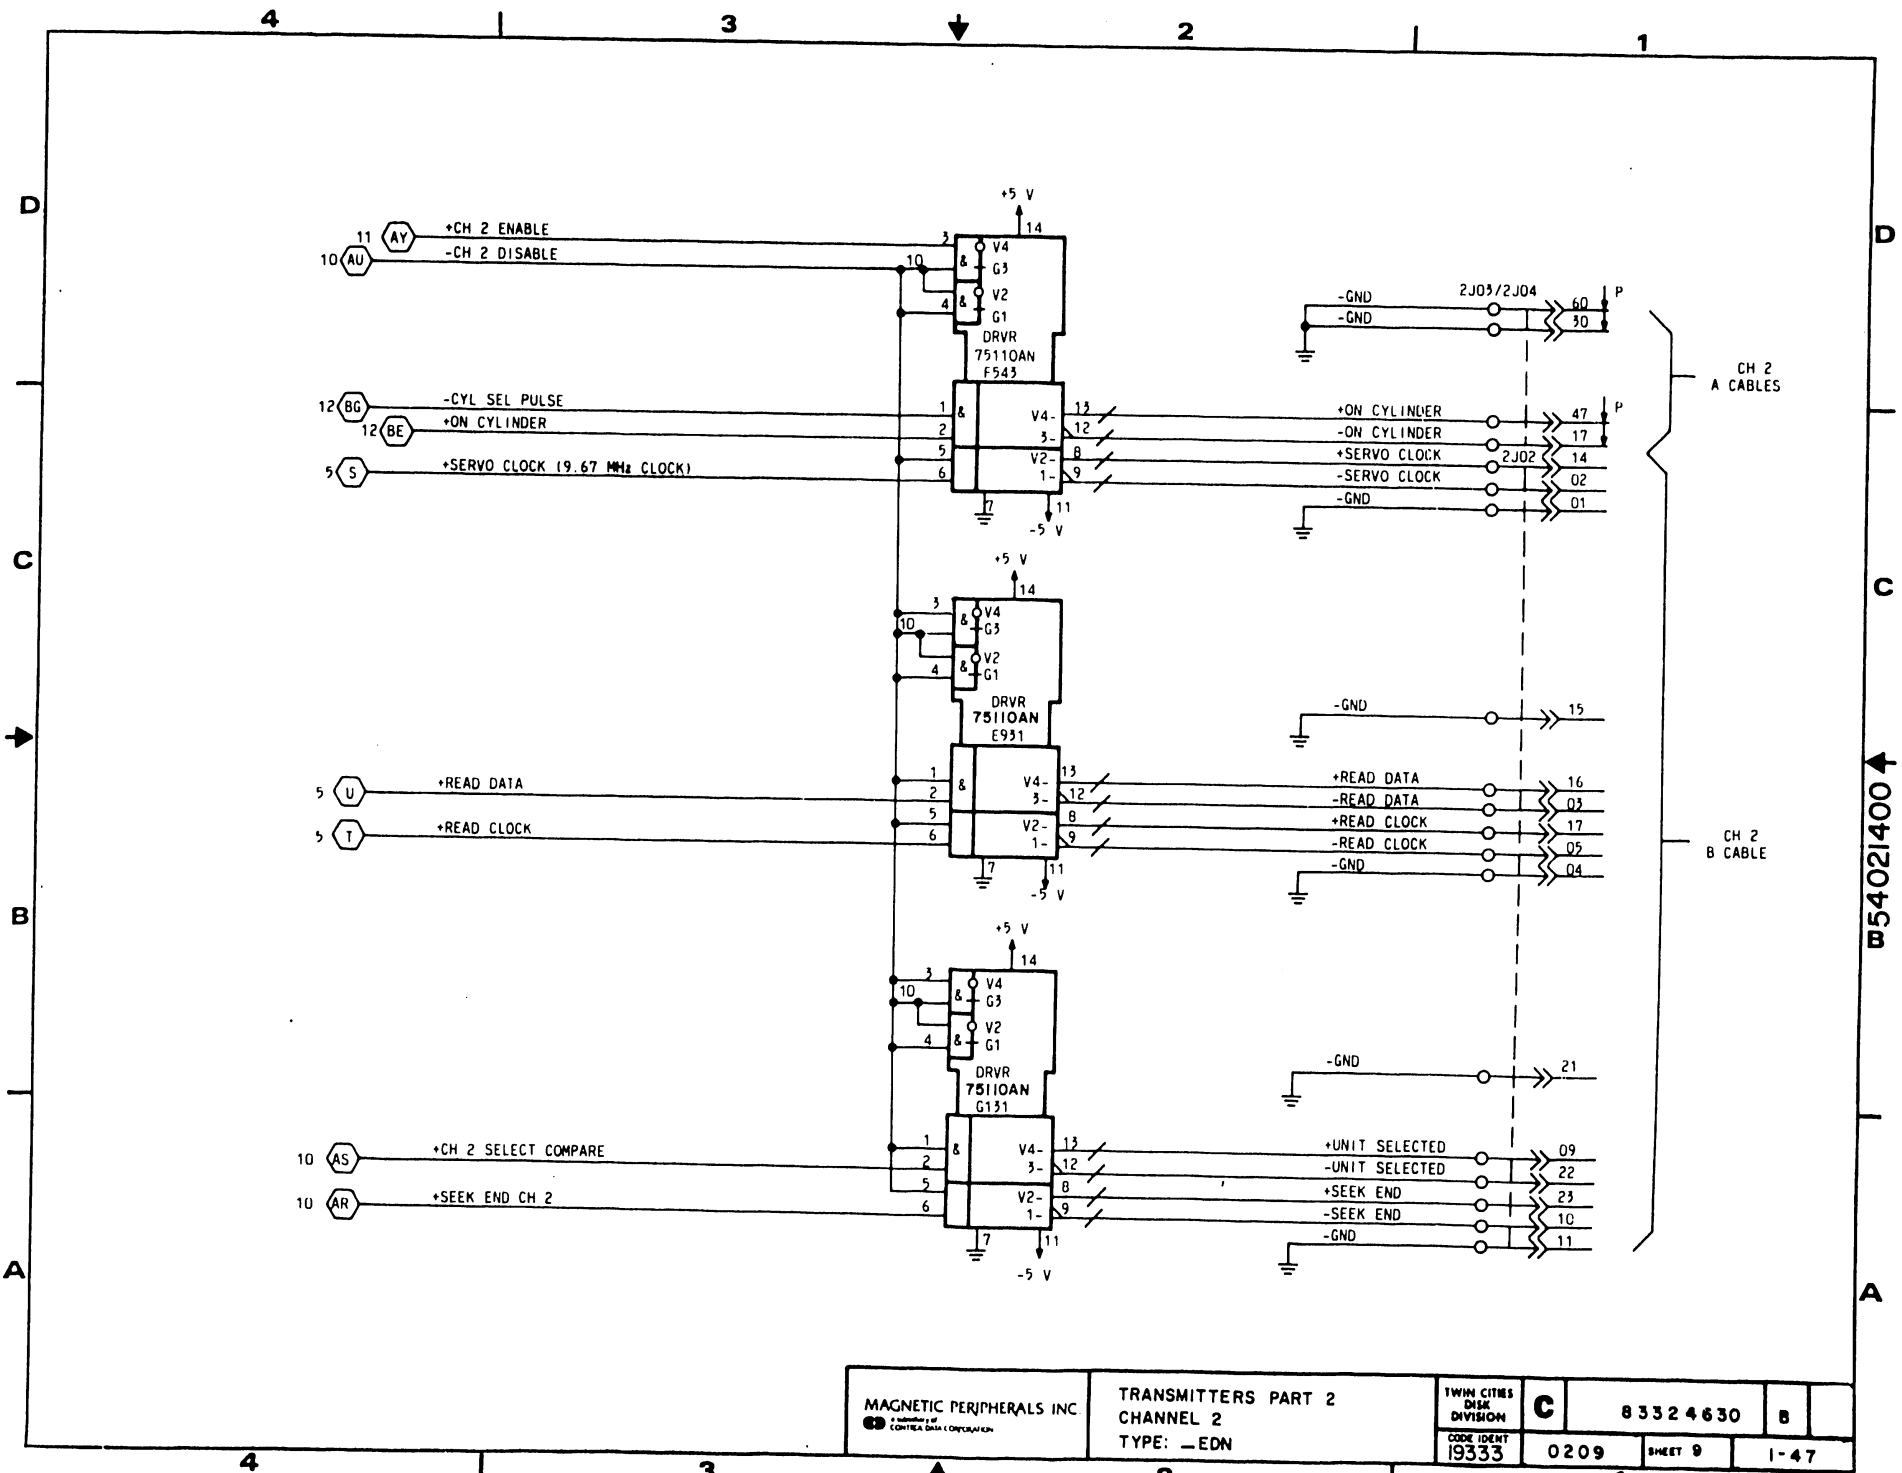 4 3 2 1
D D
+5 V
14
11 AY +CH 2 ENABLE 3 & V4
10 AU -CH 2 DISABLE 10 G3
& V2
4 G1
DRVR
75110AN
F543
-GND 2J03/2J04 60 P
-GND 30
CH 2
A CABLES
12 BG -CYL SEL PULSE 1 & V4- 13 +ON CYLINDER 47 P
12 BE +ON CYLINDER 2 3- 12 -ON CYLINDER 17
5 V2- 8 +SERVO CLOCK 2J02 14
5 S +SERVO CLOCK (9.67 MHz CLOCK) 6 1- 9 -SERVO CLOCK 02
-GND 01
7 11
-5 V
C C
+5 V
14
3 & V4
10 G3
& V2
4 G1
DRVR
75110AN
E931
-GND 15
1 & V4- 13 +READ DATA 16
5 U +READ DATA 2 3- 12 -READ DATA 03
5 V2- 8 +READ CLOCK 17
5 T +READ CLOCK 6 1- 9 -READ CLOCK 05
-GND 04
7 11
-5 V
CH 2
B CABLE
B
B54021400
+5 V
14
3 & V4
10 G3
& V2
4 G1
DRVR
75110AN
G131
-GND 21
1 & V4- 13 +UNIT SELECTED 09
10 AS +CH 2 SELECT COMPARE 2 3- 12 -UNIT SELECTED 22
5 V2- 8 +SEEK END 23
10 AR +SEEK END CH 2 6 1- 9 -SEEK END 10
-GND 11
7 11
-5 V
A A
MAGNETIC PERIPHERALS INC
a subsidiary of
CONTROL DATA CORPORATION
TRANSMITTERS PART 2
CHANNEL 2
TYPE: _EDN
TWIN CITIES
DISK
DIVISION
C 83324630 B
CODE IDENT
19333
0209 SHEET 9 1-47
4 3